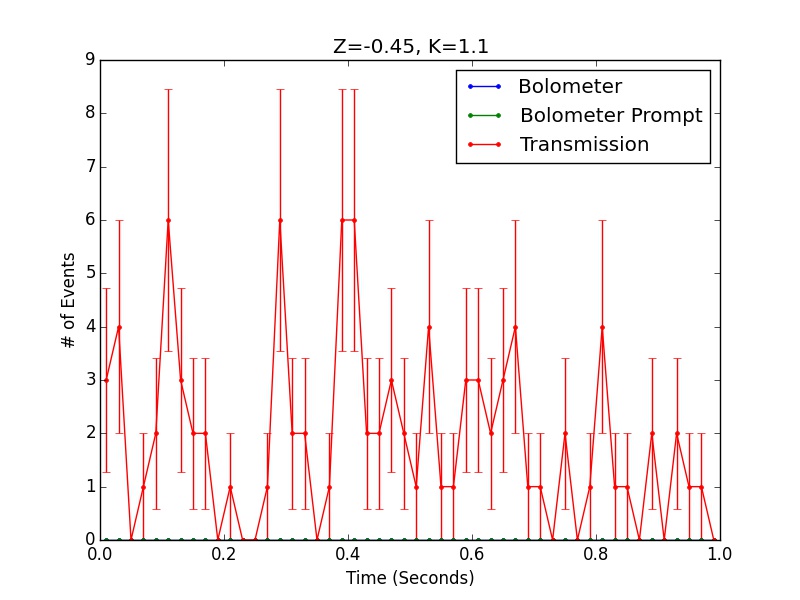 Z=-0.45, K=1.1
Bolometer
Bolometer Prompt
Transmission
9
8
7
6
5
4
3
2
1
0
# of Events
0.0 0.2 0.4 0.6 0.8 1.0
Time (Seconds)